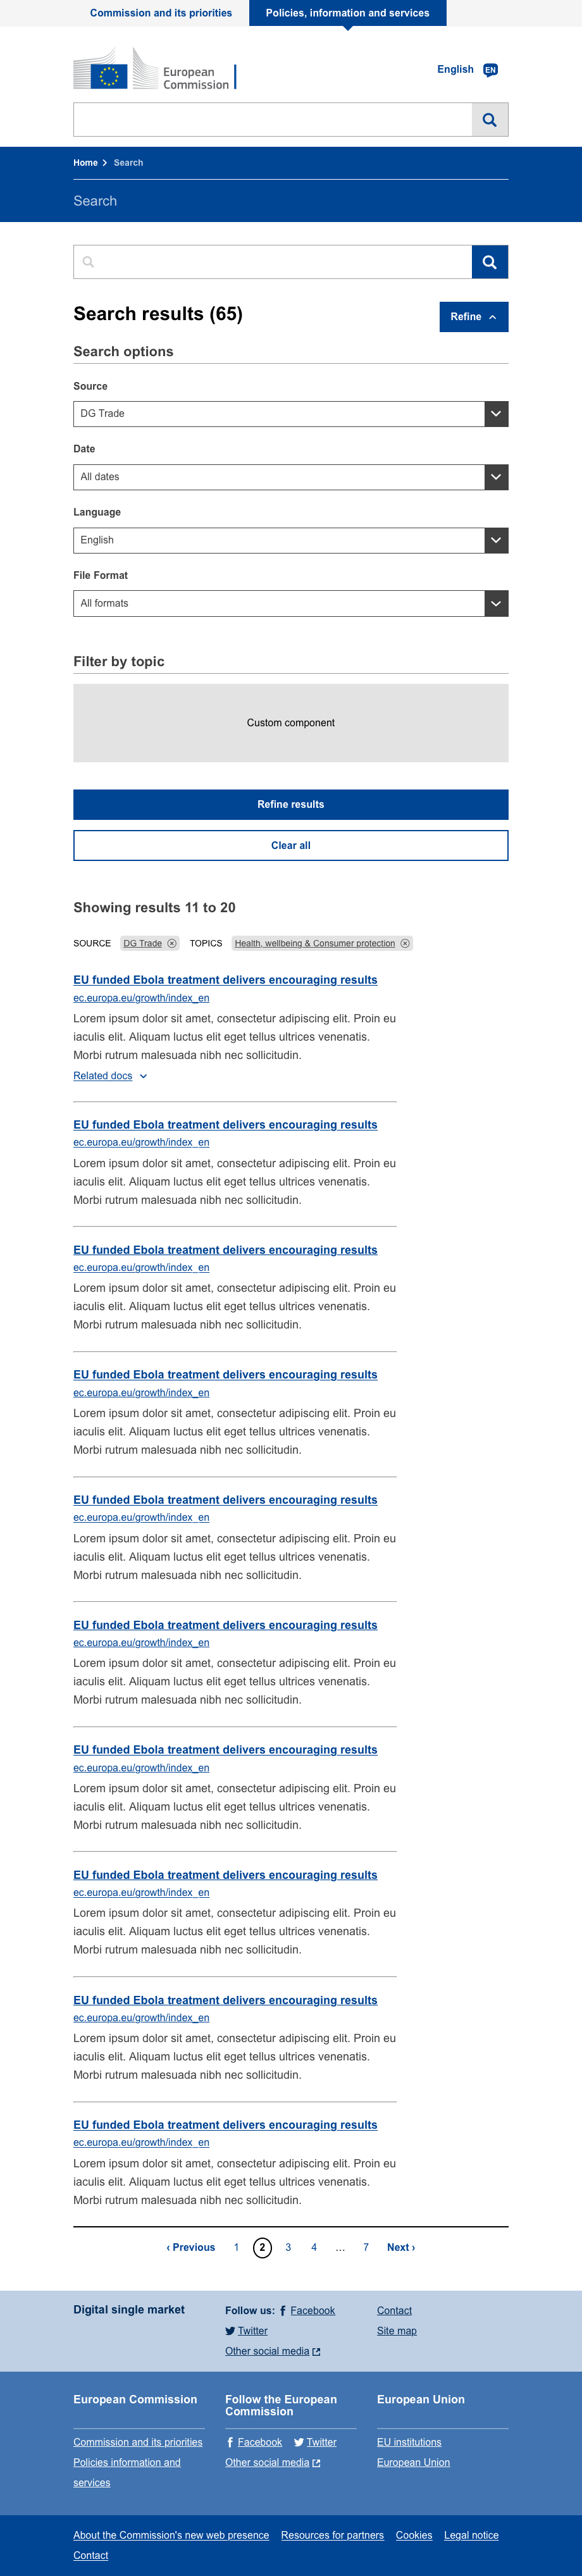 Commission and its priorities
Policies, information and services
European
Commission
English EN
Home Search
Search
Search results (65)
Refine
Search options
Source
DG Trade
Date
All dates
Language
English
File Format
All formats
Filter by topic
Custom component
Refine results
Clear all
Showing results 11 to 20
SOURCE DG Trade TOPICS Health, wellbeing & Consumer protection
EU funded Ebola treatment delivers encouraging results
ec.europa.eu/growth/index_en
Lorem ipsum dolor sit amet, consectetur adipiscing elit. Proin eu
iaculis elit. Aliquam luctus elit eget tellus ultrices venenatis.
Morbi rutrum malesuada nibh nec sollicitudin.
Related docs
EU funded Ebola treatment delivers encouraging results
ec.europa.eu/growth/index_en
Lorem ipsum dolor sit amet, consectetur adipiscing elit. Proin eu
iaculis elit. Aliquam luctus elit eget tellus ultrices venenatis.
Morbi rutrum malesuada nibh nec sollicitudin.
EU funded Ebola treatment delivers encouraging results
ec.europa.eu/growth/index_en
Lorem ipsum dolor sit amet, consectetur adipiscing elit. Proin eu
iaculis elit. Aliquam luctus elit eget tellus ultrices venenatis.
Morbi rutrum malesuada nibh nec sollicitudin.
EU funded Ebola treatment delivers encouraging results
ec.europa.eu/growth/index_en
Lorem ipsum dolor sit amet, consectetur adipiscing elit. Proin eu
iaculis elit. Aliquam luctus elit eget tellus ultrices venenatis.
Morbi rutrum malesuada nibh nec sollicitudin.
EU funded Ebola treatment delivers encouraging results
ec.europa.eu/growth/index_en
Lorem ipsum dolor sit amet, consectetur adipiscing elit. Proin eu
iaculis elit. Aliquam luctus elit eget tellus ultrices venenatis.
Morbi rutrum malesuada nibh nec sollicitudin.
EU funded Ebola treatment delivers encouraging results
ec.europa.eu/growth/index_en
Lorem ipsum dolor sit amet, consectetur adipiscing elit. Proin eu
iaculis elit. Aliquam luctus elit eget tellus ultrices venenatis.
Morbi rutrum malesuada nibh nec sollicitudin.
EU funded Ebola treatment delivers encouraging results
ec.europa.eu/growth/index_en
Lorem ipsum dolor sit amet, consectetur adipiscing elit. Proin eu
iaculis elit. Aliquam luctus elit eget tellus ultrices venenatis.
Morbi rutrum malesuada nibh nec sollicitudin.
EU funded Ebola treatment delivers encouraging results
ec.europa.eu/growth/index_en
Lorem ipsum dolor sit amet, consectetur adipiscing elit. Proin eu
iaculis elit. Aliquam luctus elit eget tellus ultrices venenatis.
Morbi rutrum malesuada nibh nec sollicitudin.
EU funded Ebola treatment delivers encouraging results
ec.europa.eu/growth/index_en
Lorem ipsum dolor sit amet, consectetur adipiscing elit. Proin eu
iaculis elit. Aliquam luctus elit eget tellus ultrices venenatis.
Morbi rutrum malesuada nibh nec sollicitudin.
EU funded Ebola treatment delivers encouraging results
ec.europa.eu/growth/index_en
Lorem ipsum dolor sit amet, consectetur adipiscing elit. Proin eu
iaculis elit. Aliquam luctus elit eget tellus ultrices venenatis.
Morbi rutrum malesuada nibh nec sollicitudin.
‹ Previous 1 2 3 4 … 7 Next ›
Digital single market
Follow us: Facebook
Twitter
Other social media
Contact
Site map
European Commission
Commission and its priorities
Policies information and
services
Follow the European
Commission
Facebook Twitter
Other social media
European Union
EU institutions
European Union
About the Commission's new web presence Resources for partners Cookies Legal notice
Contact